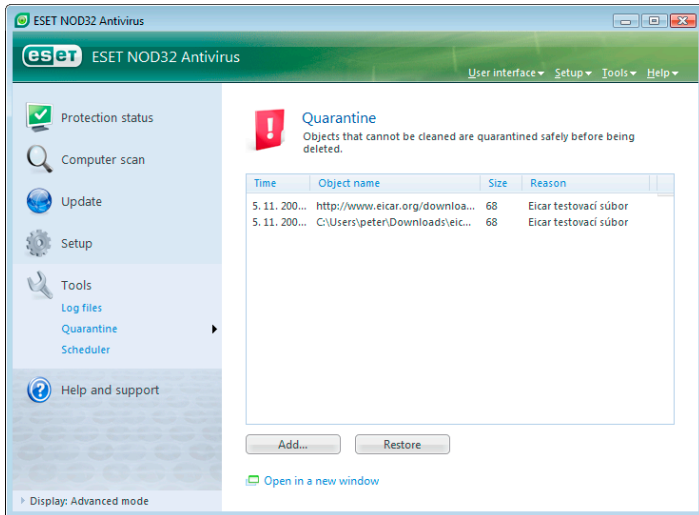 ESET NOD32 Antivirus
eset ESET NOD32 Antivirus
User interface Setup Tools Help
Protection status
Computer scan
Update
Setup
Tools
Log files
Quarantine
Scheduler
Help and support
Display: Advanced mode
Quarantine
Objects that cannot be cleaned are quarantined safely before being
deleted.
Time Object name Size Reason
5. 11. 200... http://www.eicar.org/downloa... 68 Eicar testovací súbor
5. 11. 200... C:\Users\peter\Downloads\eic... 68 Eicar testovací súbor
Add... Restore
Open in a new window